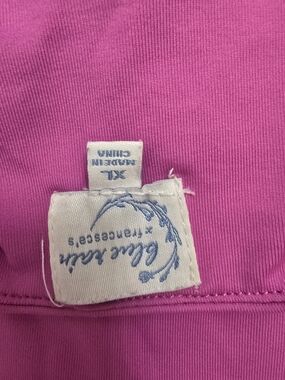 blue rain
x francesca's
XL
MADE IN
CHINA